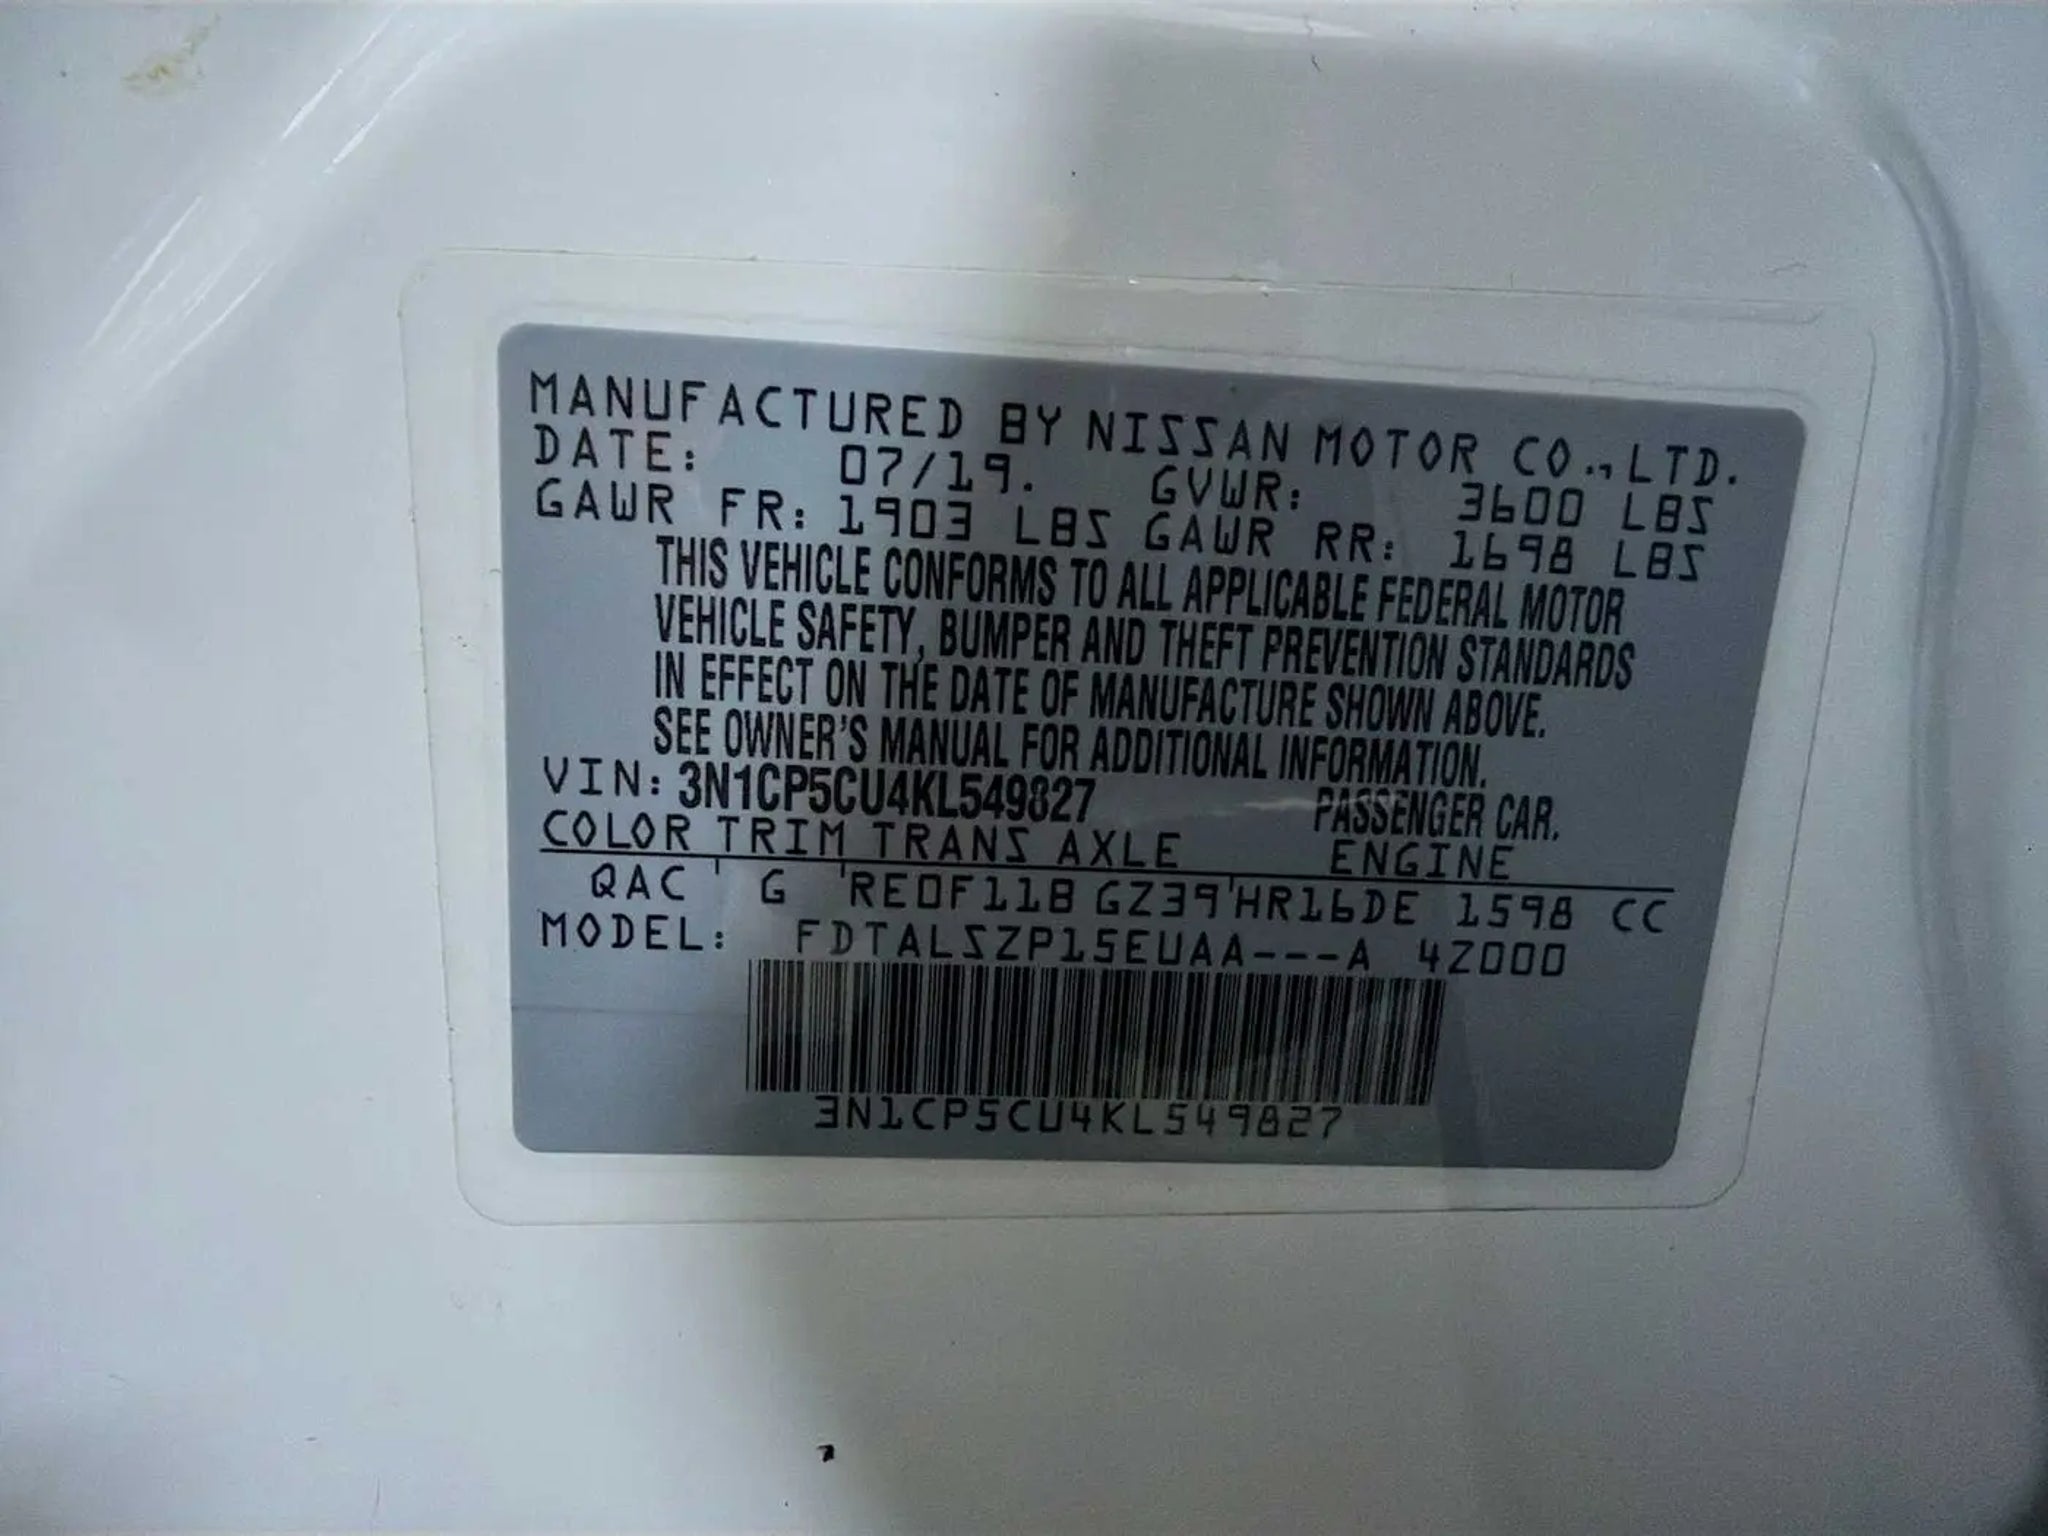 MANUFACTURED BY NISSAN MOTOR CO.,LTD.
DATE: 07/19. GVWR: 3600 LBS
GAWR FR: 1903 LBS GAWR RR: 1698 LBS
THIS VEHICLE CONFORMS TO ALL APPLICABLE FEDERAL MOTOR
VEHICLE SAFETY, BUMPER AND THEFT PREVENTION STANDARDS
IN EFFECT ON THE DATE OF MANUFACTURE SHOWN ABOVE.
SEE OWNER'S MANUAL FOR ADDITIONAL INFORMATION.
VIN: 3N1CP5CU4KL549827 PASSENGER CAR.
COLOR TRIM TRANS AXLE ENGINE
QAC G RE0F11B GZ39 HR16DE 1598 CC
MODEL: FDTALSZP15EUAA---A 4Z000
3N1CP5CU4KL549827